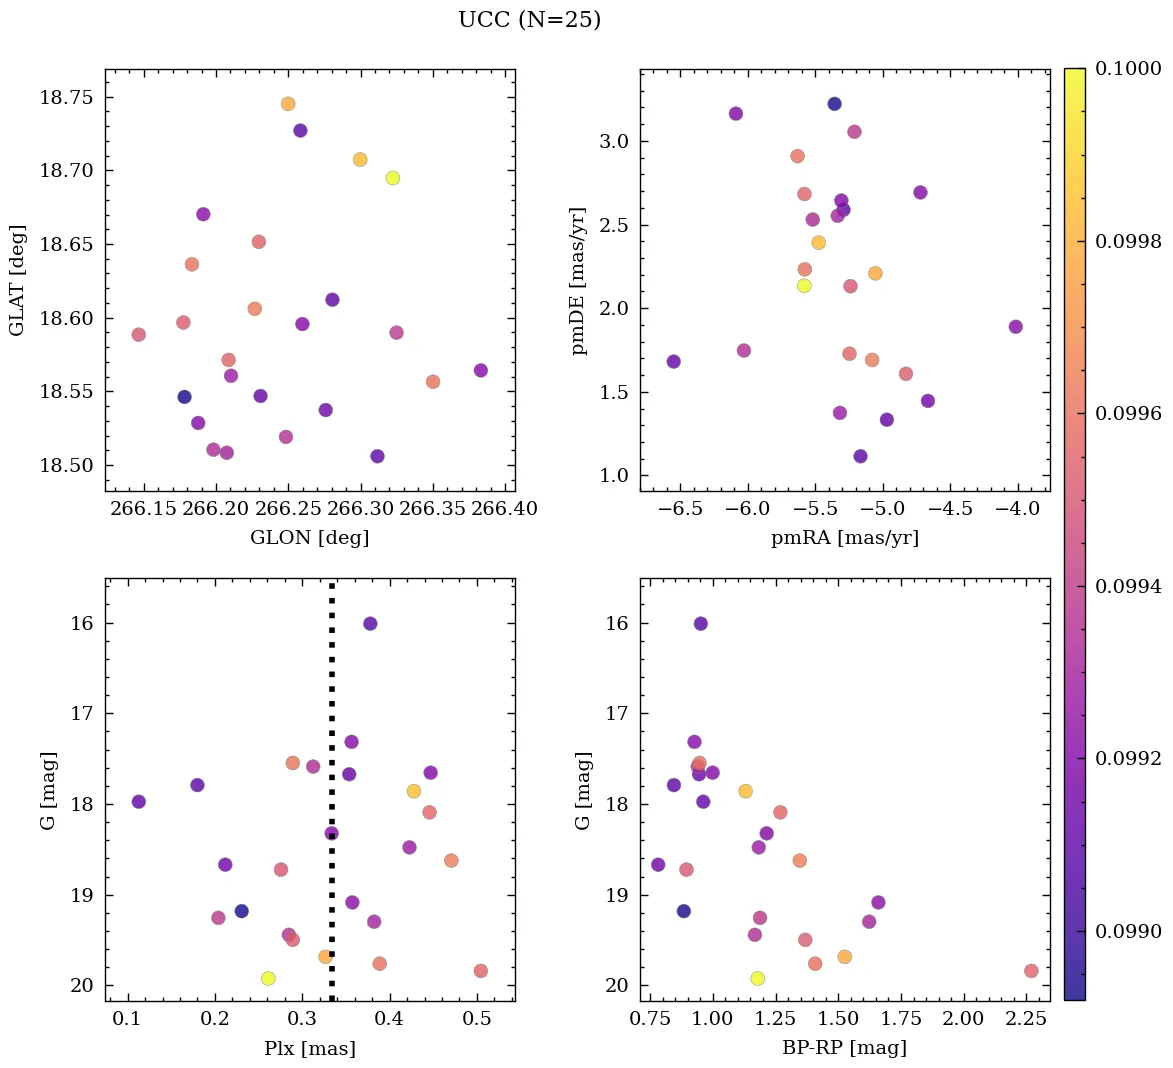 UCC (N=25)
18.75
18.70
18.65
18.60
18.55
18.50
GLAT [deg]
266.15 266.20 266.25 266.30 266.35 266.40
GLON [deg]
3.0
2.5
2.0
1.5
1.0
pmDE [mas/yr]
−6.5 −6.0 −5.5 −5.0 −4.5 −4.0
pmRA [mas/yr]
0.1000
0.0998
0.0996
0.0994
0.0992
0.0990
16
17
18
19
20
G [mag]
0.1 0.2 0.3 0.4 0.5
Plx [mas]
16
17
18
19
20
G [mag]
0.75 1.00 1.25 1.50 1.75 2.00 2.25
BP-RP [mag]